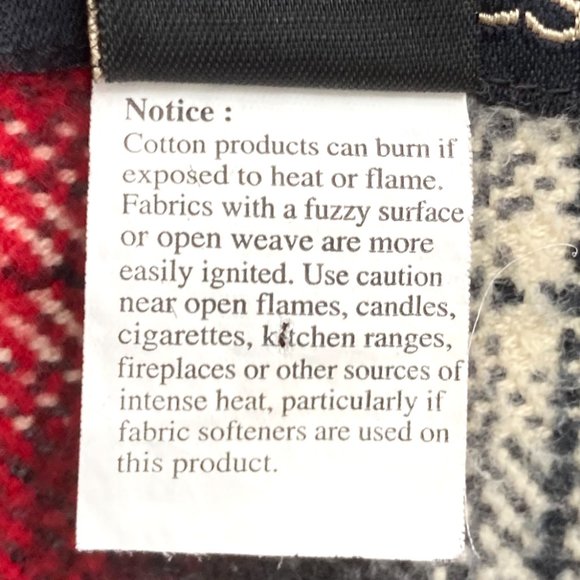 Notice :
Cotton products can burn if
exposed to heat or flame.
Fabrics with a fuzzy surface
or open weave are more
easily ignited. Use caution
near open flames, candles,
cigarettes, kitchen ranges,
fireplaces or other sources of
intense heat, particularly if
fabric softeners are used on
this product.